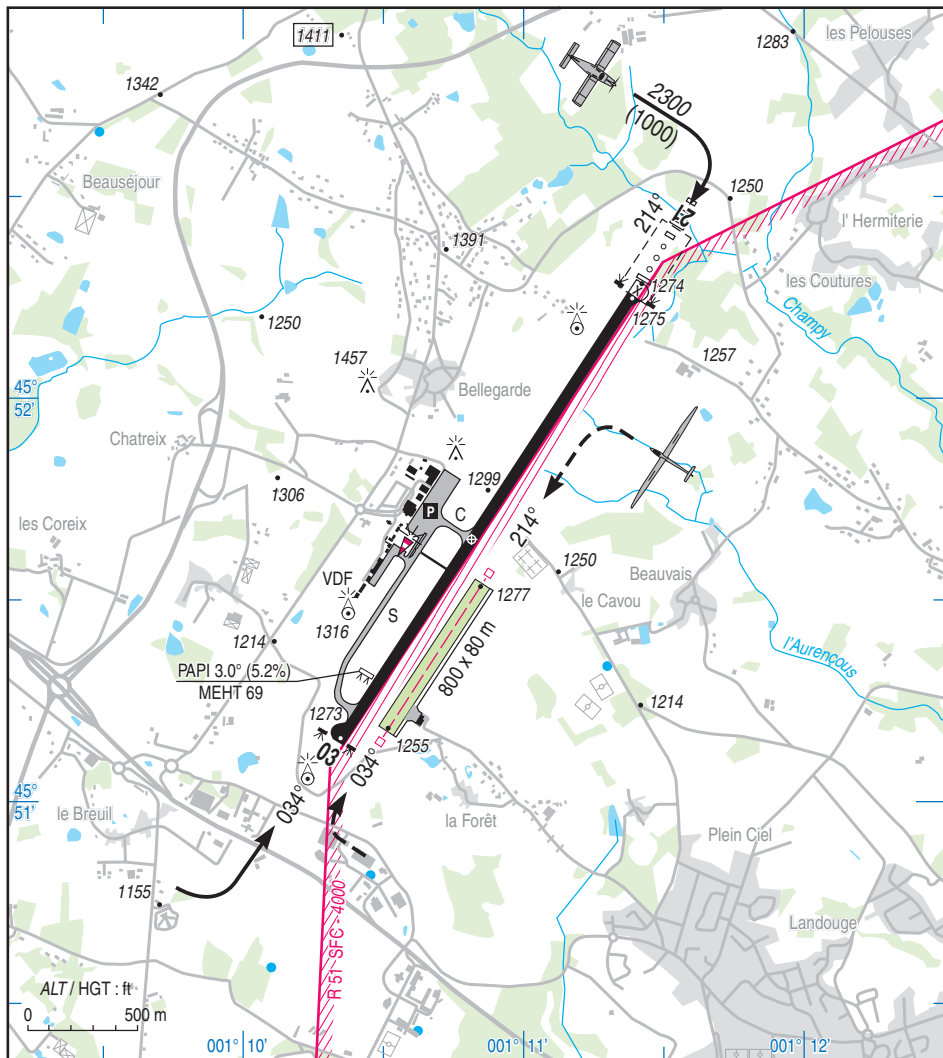 1411
1283
les Pelouses
1342
2300
(1000)
Beauséjour
1250
214°
21
l' Hermiterie
1391
1274
les Coutures
1275
Champy
1250
1257
1457
45°
52'
Bellegarde
Chatreix
1299
1306
P
C
les Coreix
214°
1250
Beauvais
VDF
1277
le Cavou
S
1316
1214
800 x 80 m
l'Aurençous
PAPI 3.0° (5.2%)
MEHT 69
1214
1273
03
1255
034°
034°
45°
51'
le Breuil
la Forêt
Plein Ciel
1155
R 51 SFC - 4000
Landouge
ALT / HGT : ft
0 500 m
001° 10'
001° 11'
001° 12'